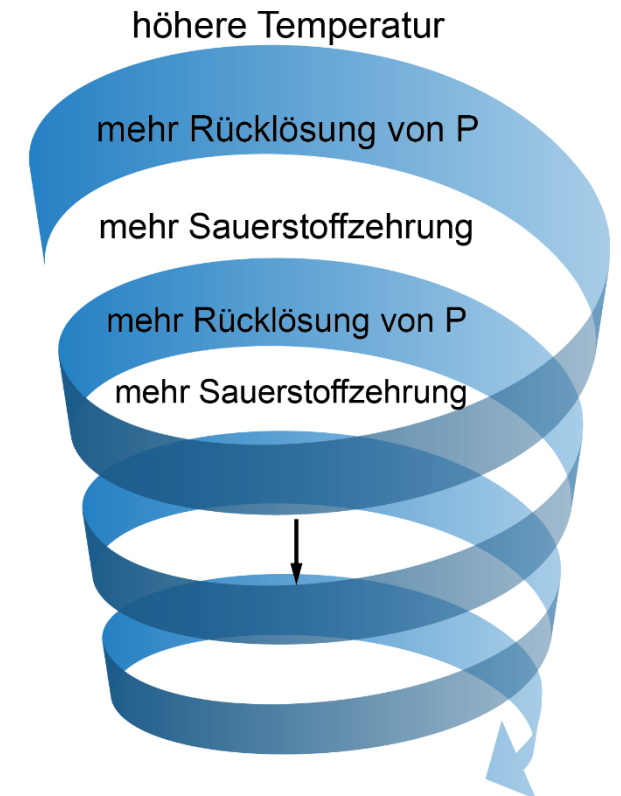 höhere Temperatur
mehr Rücklösung von P
mehr Sauerstoffzehrung
mehr Rücklösung von P
mehr Sauerstoffzehrung